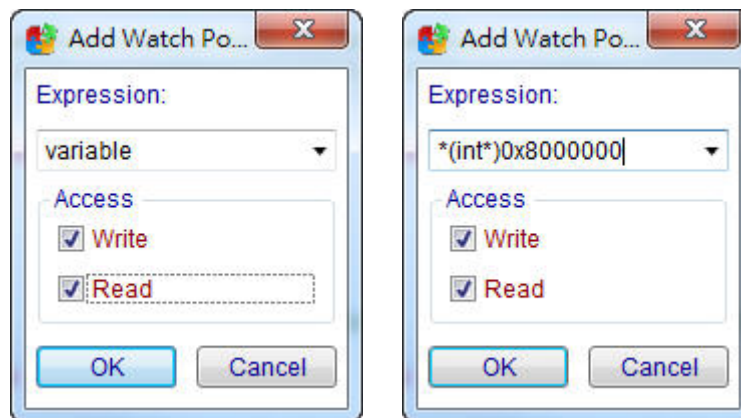 Add Watch Po...
Expression:
variable
Access
Write
Read
OK
Cancel
Add Watch Po...
Expression:
*(int*)0x8000000
Access
Write
Read
OK
Cancel